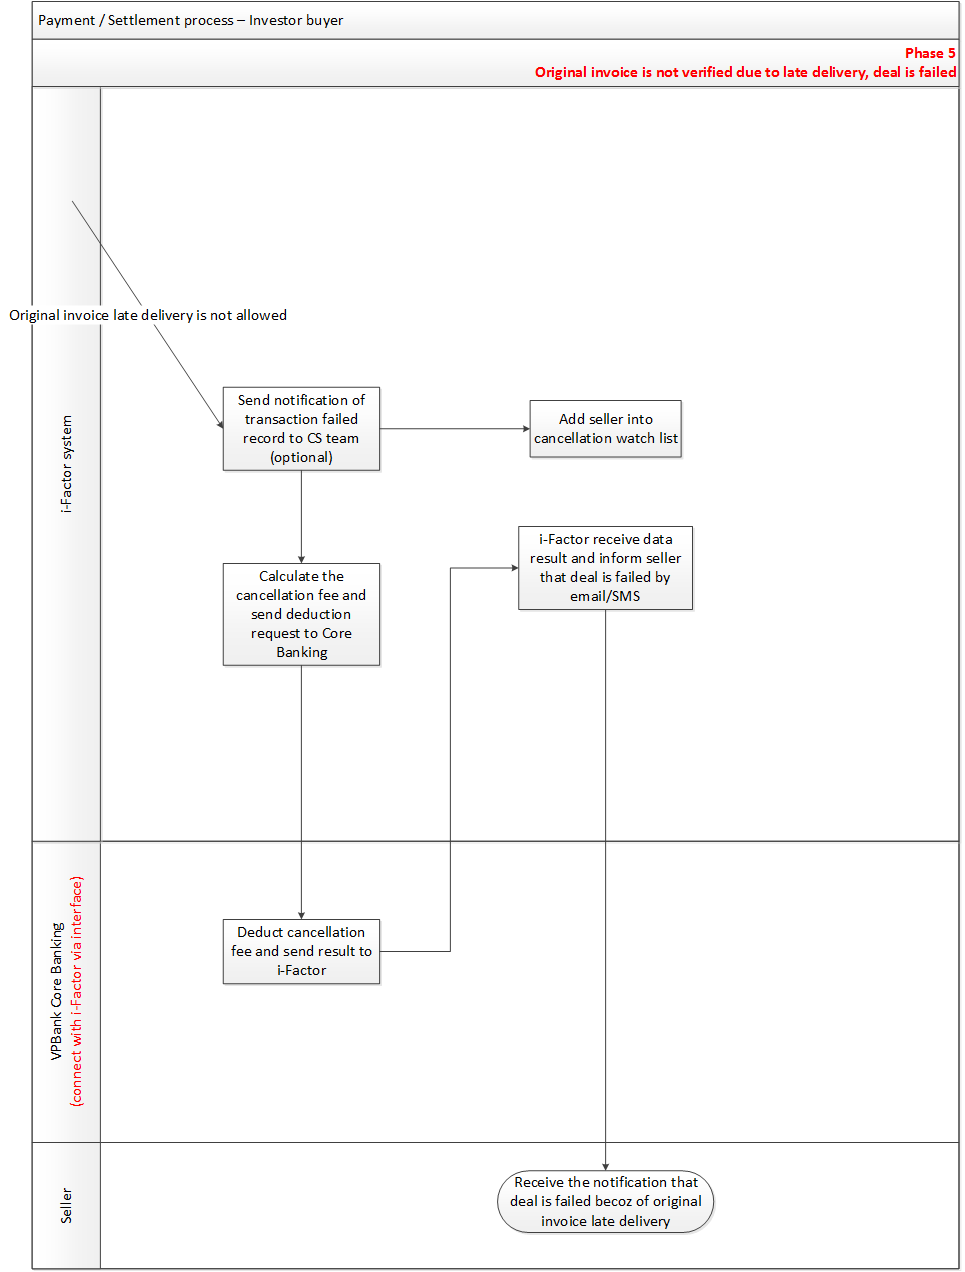 Payment / Settlement process – Investor buyer
Phase 5
Original invoice is not verified due to late delivery, deal is failed
i-Factor system
Original invoice late delivery is not allowed
Send notification of
transaction failed
record to CS team
(optional)
Add seller into
cancellation watch list
i-Factor receive data
result and inform seller
that deal is failed by
email/SMS
Calculate the
cancellation fee and
send deduction
request to Core
Banking
VPBank Core Banking
(connect with i-Factor via interface)
Deduct cancellation
fee and send result to
i-Factor
Seller
Receive the notification that
deal is failed becoz of original
invoice late delivery